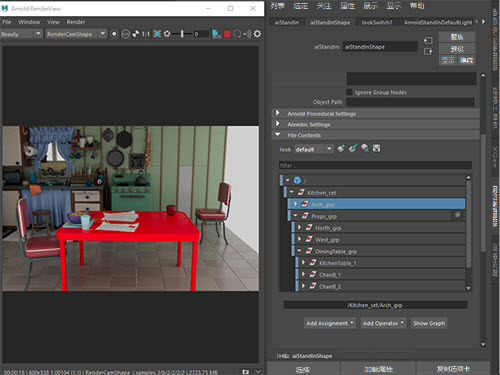 Arnold RenderView
Window View Render
Beauty RenderCamShape 1:1 0
00:00:18 | 600x338 1.00104 [1:1] | RenderCamShape | samples 3/6/2/2/2/2 | 2723.75 MB
列表 选定 关注 属性 展示 显示 帮助
aiStandIn aiStandInShape lookSwitch1 ArnoldStandInDefaultLight
aiStandIn: aiStandInShape
聚焦
预设
显示 隐藏
Ignore Group Nodes
Object Path
Arnold Procedural Settings
Alembic Settings
File Contents
look default
filter...
/
Kitchen_set
Arch_grp
Props_grp
North_grp
West_grp
DiningTable_grp
KitchenTable_1
ChairB_1
ChairB_2
/Kitchen_set/Arch_grp
Add Assignment Add Operator Show Graph
注释: aiStandInShape
选择 加载属性 复制选项卡